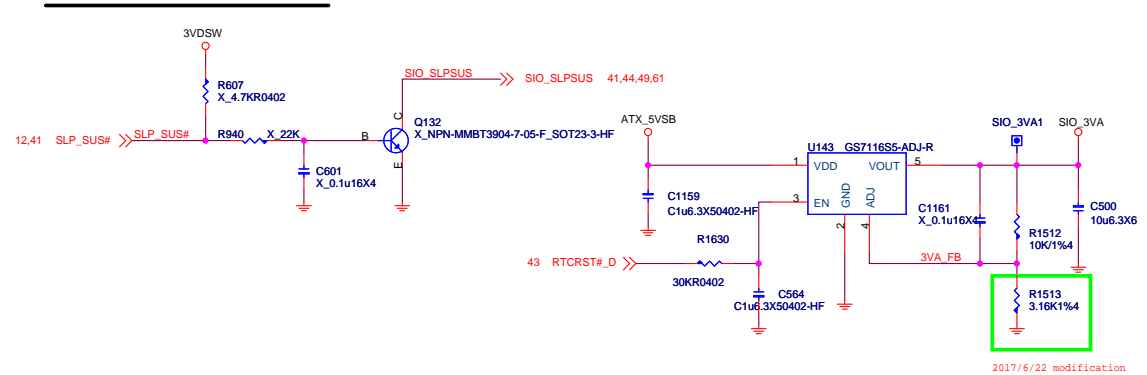 3VDSW
R607
X_4.7KR0402
12,41 SLP_SUS#
SLP_SUS#
R940 X_22K
C601
X_0.1u16X4
SIO_SLPSUS
SIO_SLPSUS 41,44,49,61
C
B
E
Q132
X_NPN-MMBT3904-7-05-F_SOT23-3-HF
ATX_5VSB
C1159
C1u6.3X50402-HF
43 RTCRST#_D
R1630
30KR0402
C564
C1u6.3X50402-HF
U143 GS7116S5-ADJ-R
1 VDD VOUT 5
3 EN
GND
ADJ
2
4
3VA_FB
C1161
X_0.1u16X4
SIO_3VA1
SIO_3VA
R1512
10K/1%4
C500
10u6.3X6
R1513
3.16K1%4
2017/6/22 modification